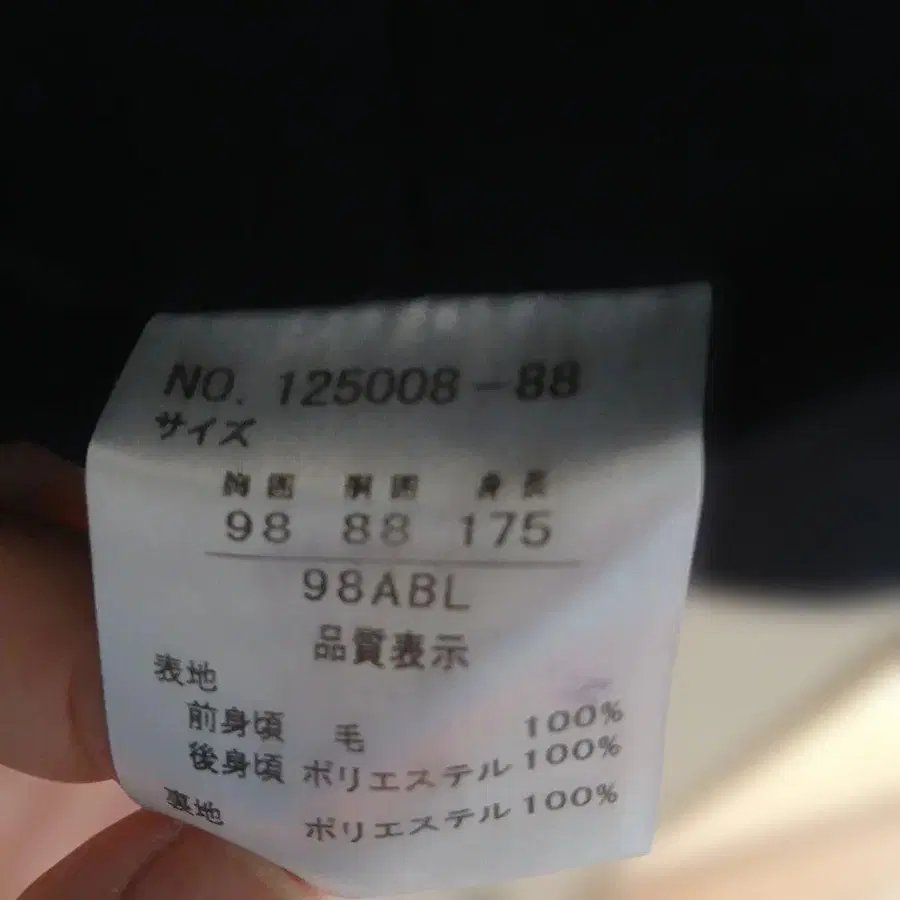 NO. 125008-88
サイズ
胸囲 胴囲 身長
98 88 175
98ABL
品質表示
表地
前身頃 毛 100%
後身頃 ポリエステル 100%
裏地 ポリエステル 100%